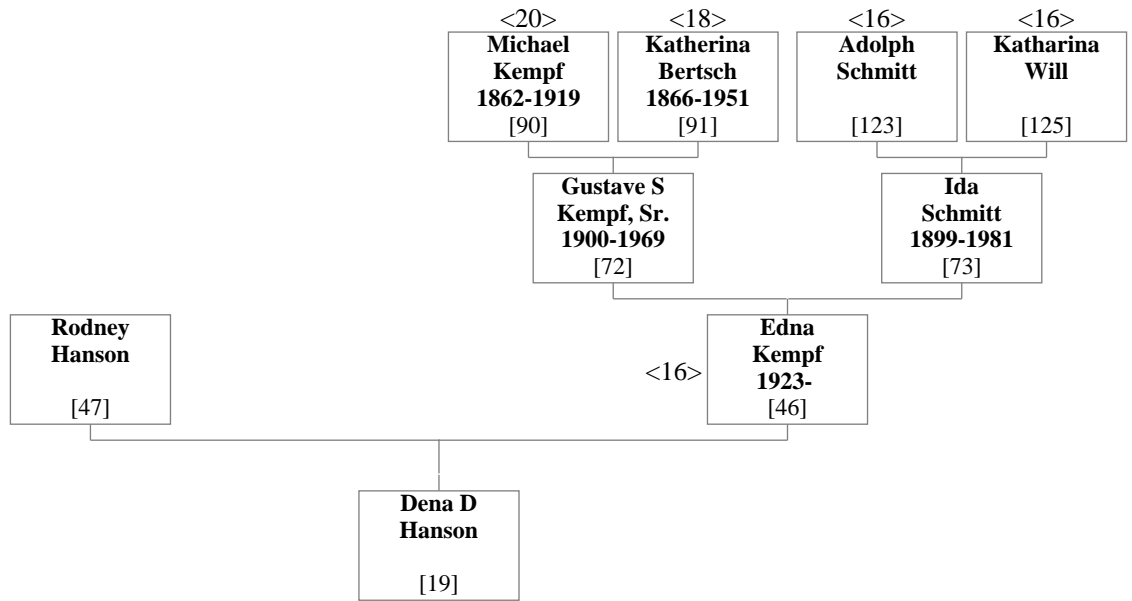 <20>
<18>
<16>
<16>
Michael
Kempf
1862-1919
[90]
Katherina
Bertsch
1866-1951
[91]
Adolph
Schmitt
[123]
Katharina
Will
[125]
Gustave S
Kempf, Sr.
1900-1969
[72]
Ida
Schmitt
1899-1981
[73]
Rodney
Hanson
[47]
<16>
Edna
Kempf
1923-
[46]
Dena D
Hanson
[19]